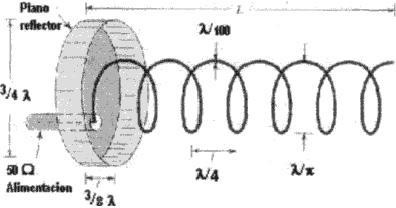 Plano
reflector
L
λ/100
3/4 λ
50 Ω
Alimentacion
3/8 λ
λ/4
λ/π